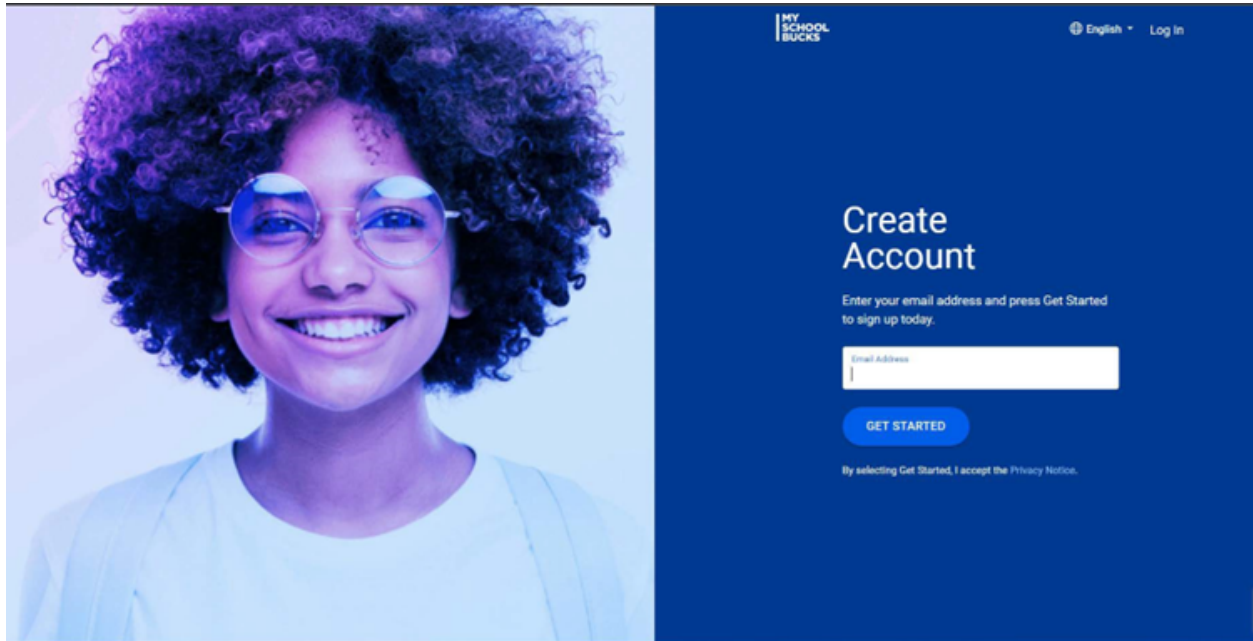 MY
SCHOOL
BUCKS
English
Log In
Create
Account
Enter your email address and press Get Started
to sign up today.
Email Address
GET STARTED
By selecting Get Started, I accept the Privacy Notice.